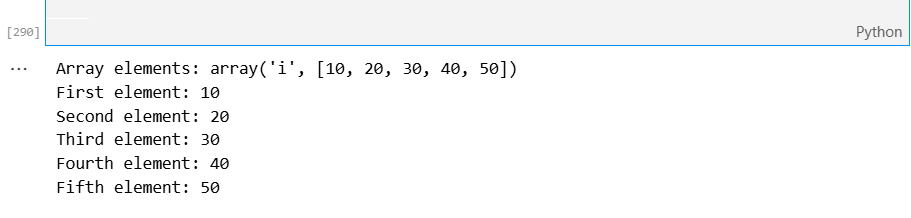 [290]
Python
Array elements: array('i', [10, 20, 30, 40, 50])
First element: 10
Second element: 20
Third element: 30
Fourth element: 40
Fifth element: 50